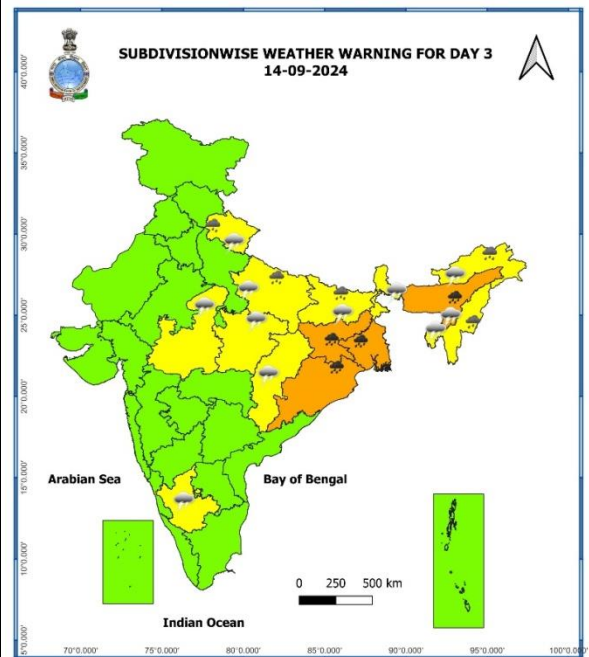 SUBDIVISIONWISE WEATHER WARNING FOR DAY 3
14-09-2024
40°0.000'
35°0.000'
30°0.000'
25°0.000'
20°0.000'
15°0.000'
10°0.000'
5°0.000'
Arabian Sea
Bay of Bengal
0 250 500 km
Indian Ocean
70°0.000' 75°0.000' 80°0.000' 85°0.000' 90°0.000' 95°0.000' 100°0.000'